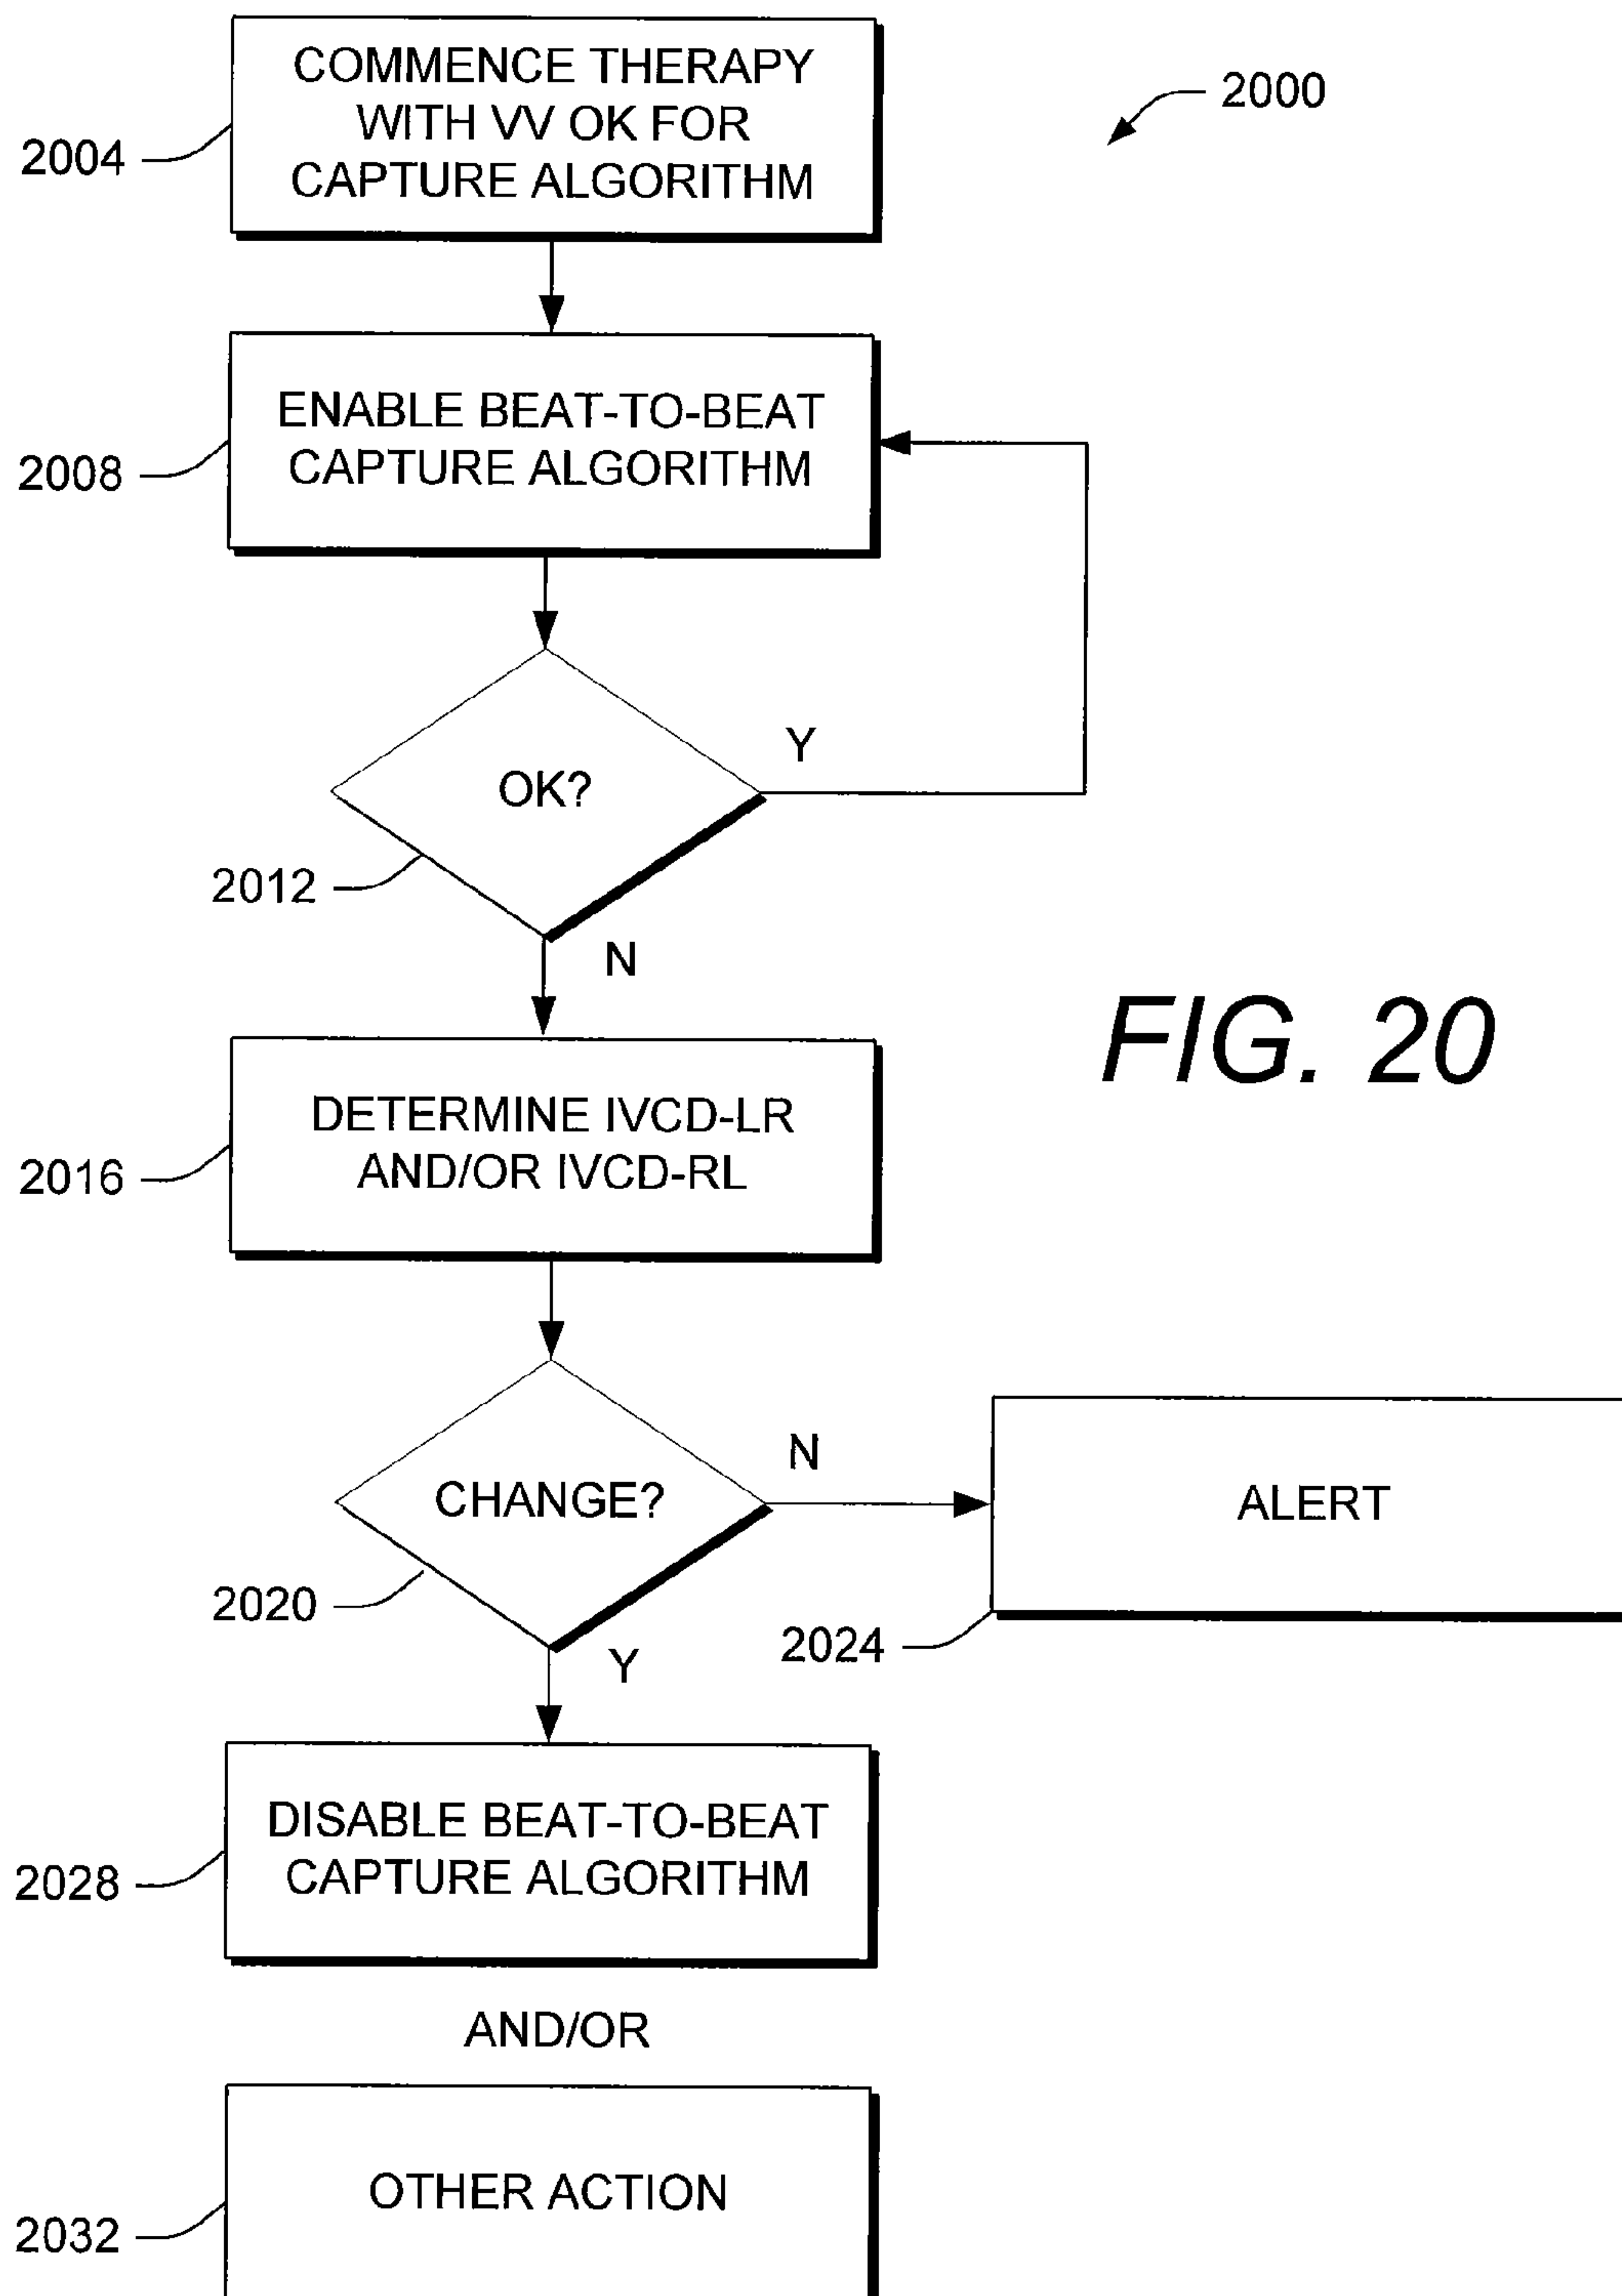 COMMENCE THERAPY
WITH VV OK FOR
CAPTURE ALGORITHM
2000
2004
ENABLE BEAT-TO-BEAT
CAPTURE ALGORITHM
2008
OK?
Y
2012
N
FIG. 20
DETERMINE IVCD-LR
AND/OR IVCD-RL
2016
CHANGE?
N
ALERT
2020
2024
Y
DISABLE BEAT-TO-BEAT
CAPTURE ALGORITHM
2028
AND/OR
OTHER ACTION
2032